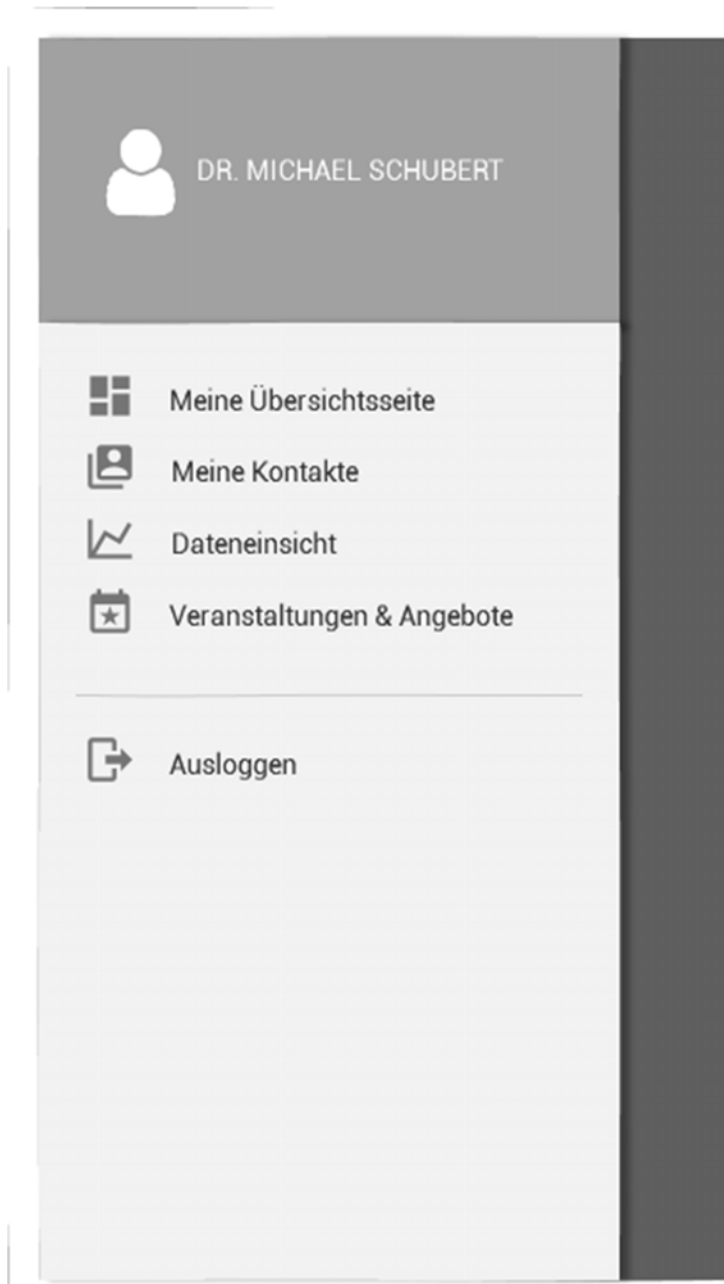 DR. MICHAEL SCHUBERT
Meine Übersichtsseite
Meine Kontakte
Dateneinsicht
Veranstaltungen & Angebote
Ausloggen